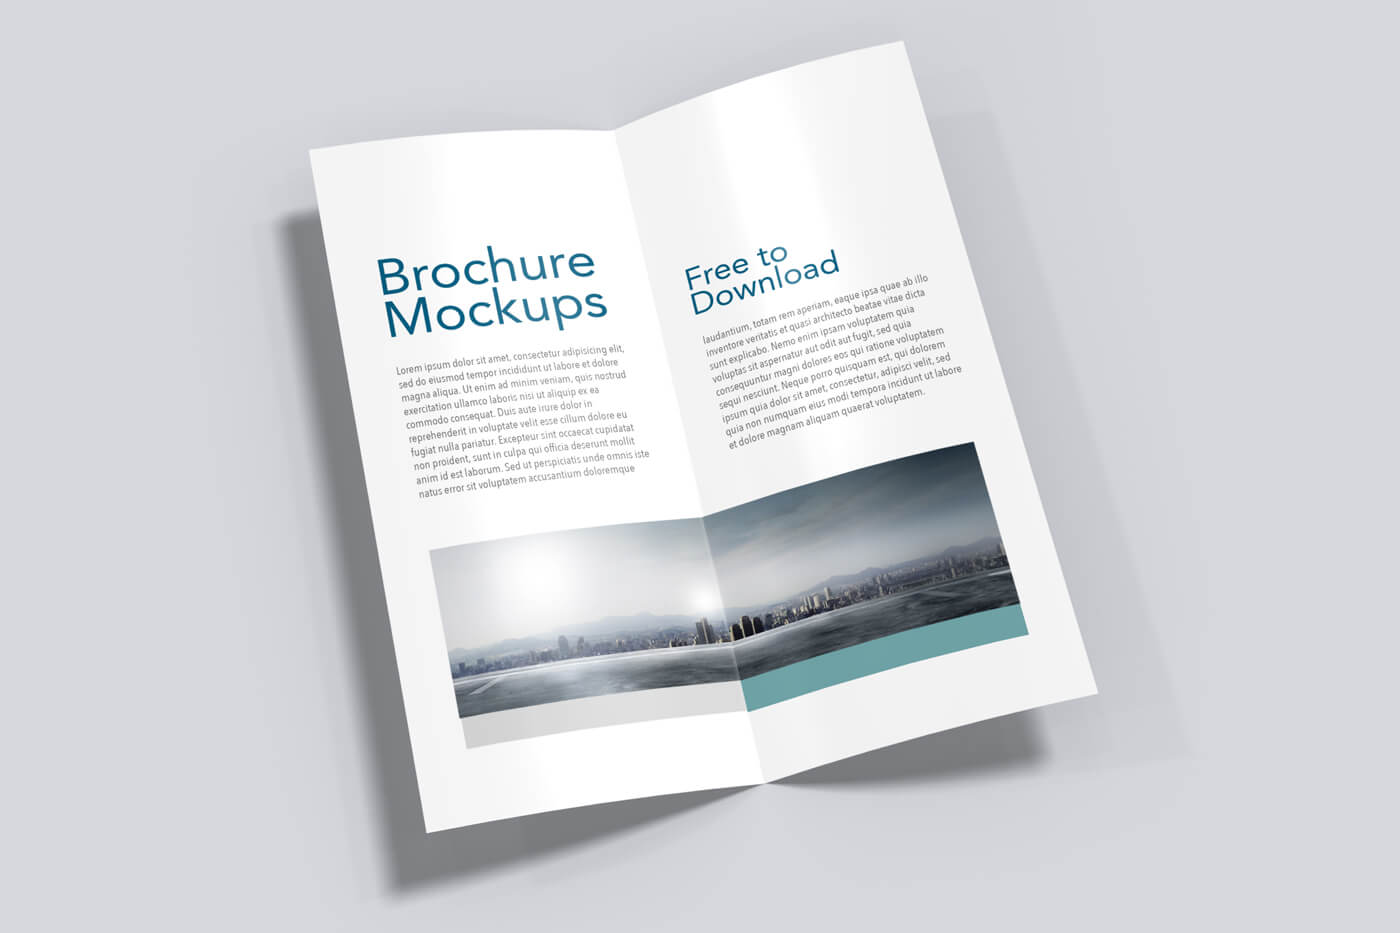 Brochure
Mockups
Lorem ipsum dolor sit amet, consectetur adipisicing elit,
sed do eiusmod tempor incididunt ut labore et dolore
magna aliqua. Ut enim ad minim veniam, quis nostrud
exercitation ullamco laboris nisi ut aliquip ex ea
commodo consequat. Duis aute irure dolor in
reprehenderit in voluptate velit esse cillum dolore eu
fugiat nulla pariatur. Excepteur sint occaecat cupidatat
non proident, sunt in culpa qui officia deserunt mollit
anim id est laborum. Sed ut perspiciatis unde omnis iste
natus error sit voluptatem accusantium doloremque
Free to
Download
laudantium, totam rem aperiam, eaque ipsa quae ab illo
inventore veritatis et quasi architecto beatae vitae dicta
sunt explicabo. Nemo enim ipsam voluptatem quia
voluptas sit aspernatur aut odit aut fugit, sed quia
consequuntur magni dolores eos qui ratione voluptatem
sequi nesciunt. Neque porro quisquam est, qui dolorem
ipsum quia dolor sit amet, consectetur, adipisci velit, sed
quia non numquam eius modi tempora incidunt ut labore
et dolore magnam aliquam quaerat voluptatem.